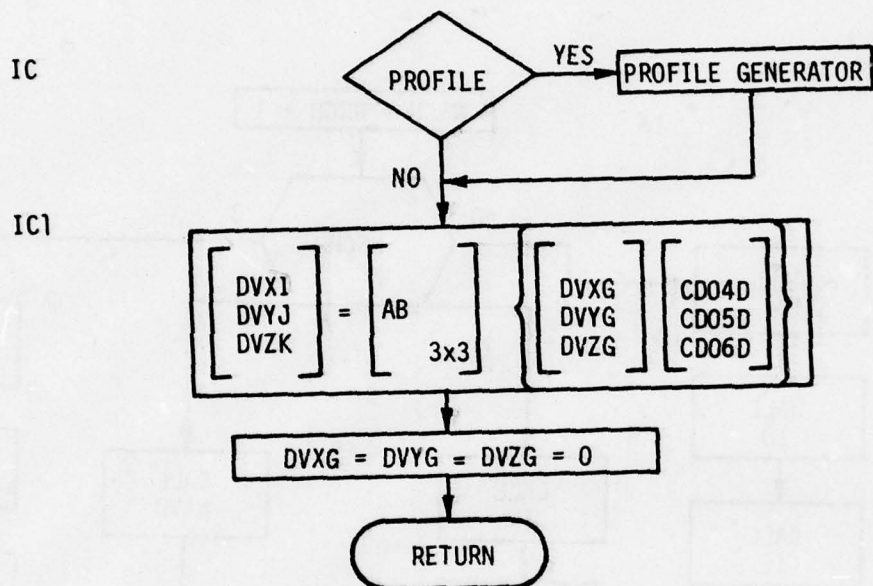 IC
PROFILE
YES
PROFILE GENERATOR
NO
IC1
DVXI
DVYJ
DVZK
=
AB
3x3
DVXG
DVYG
DVZG
CD04D
CD05D
CD06D
DVXG = DVYG = DVZG = 0
RETURN